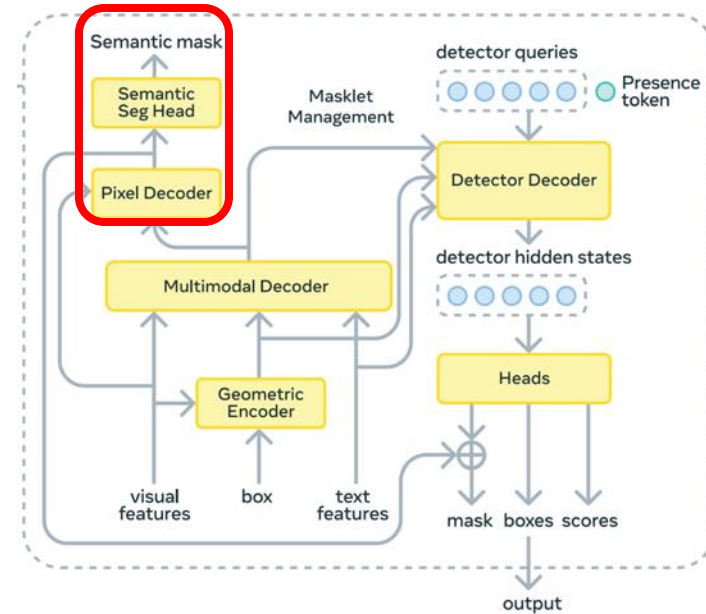 Semantic mask
Semantic
Seg Head
Pixel Decoder
Masklet
Management
detector queries
Presence
token
Detector Decoder
detector hidden states
Multimodal Decoder
Geometric
Encoder
Heads
visual
features
box
text
features
mask
boxes
scores
output